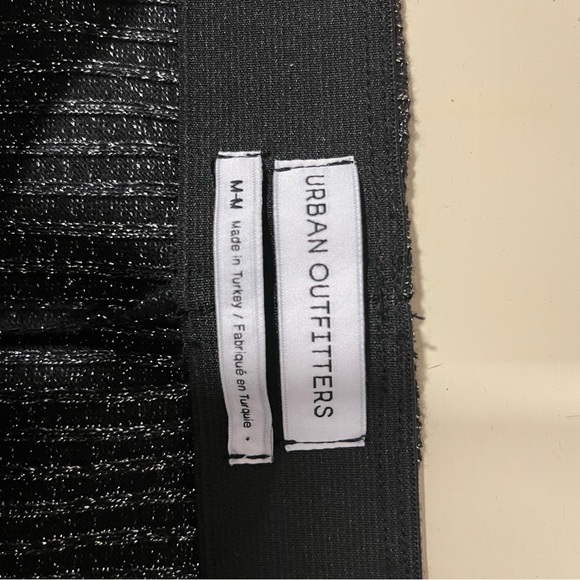 URBAN OUTFITTERS
M-M Made in Turkey / Fabriqué en Turquie •